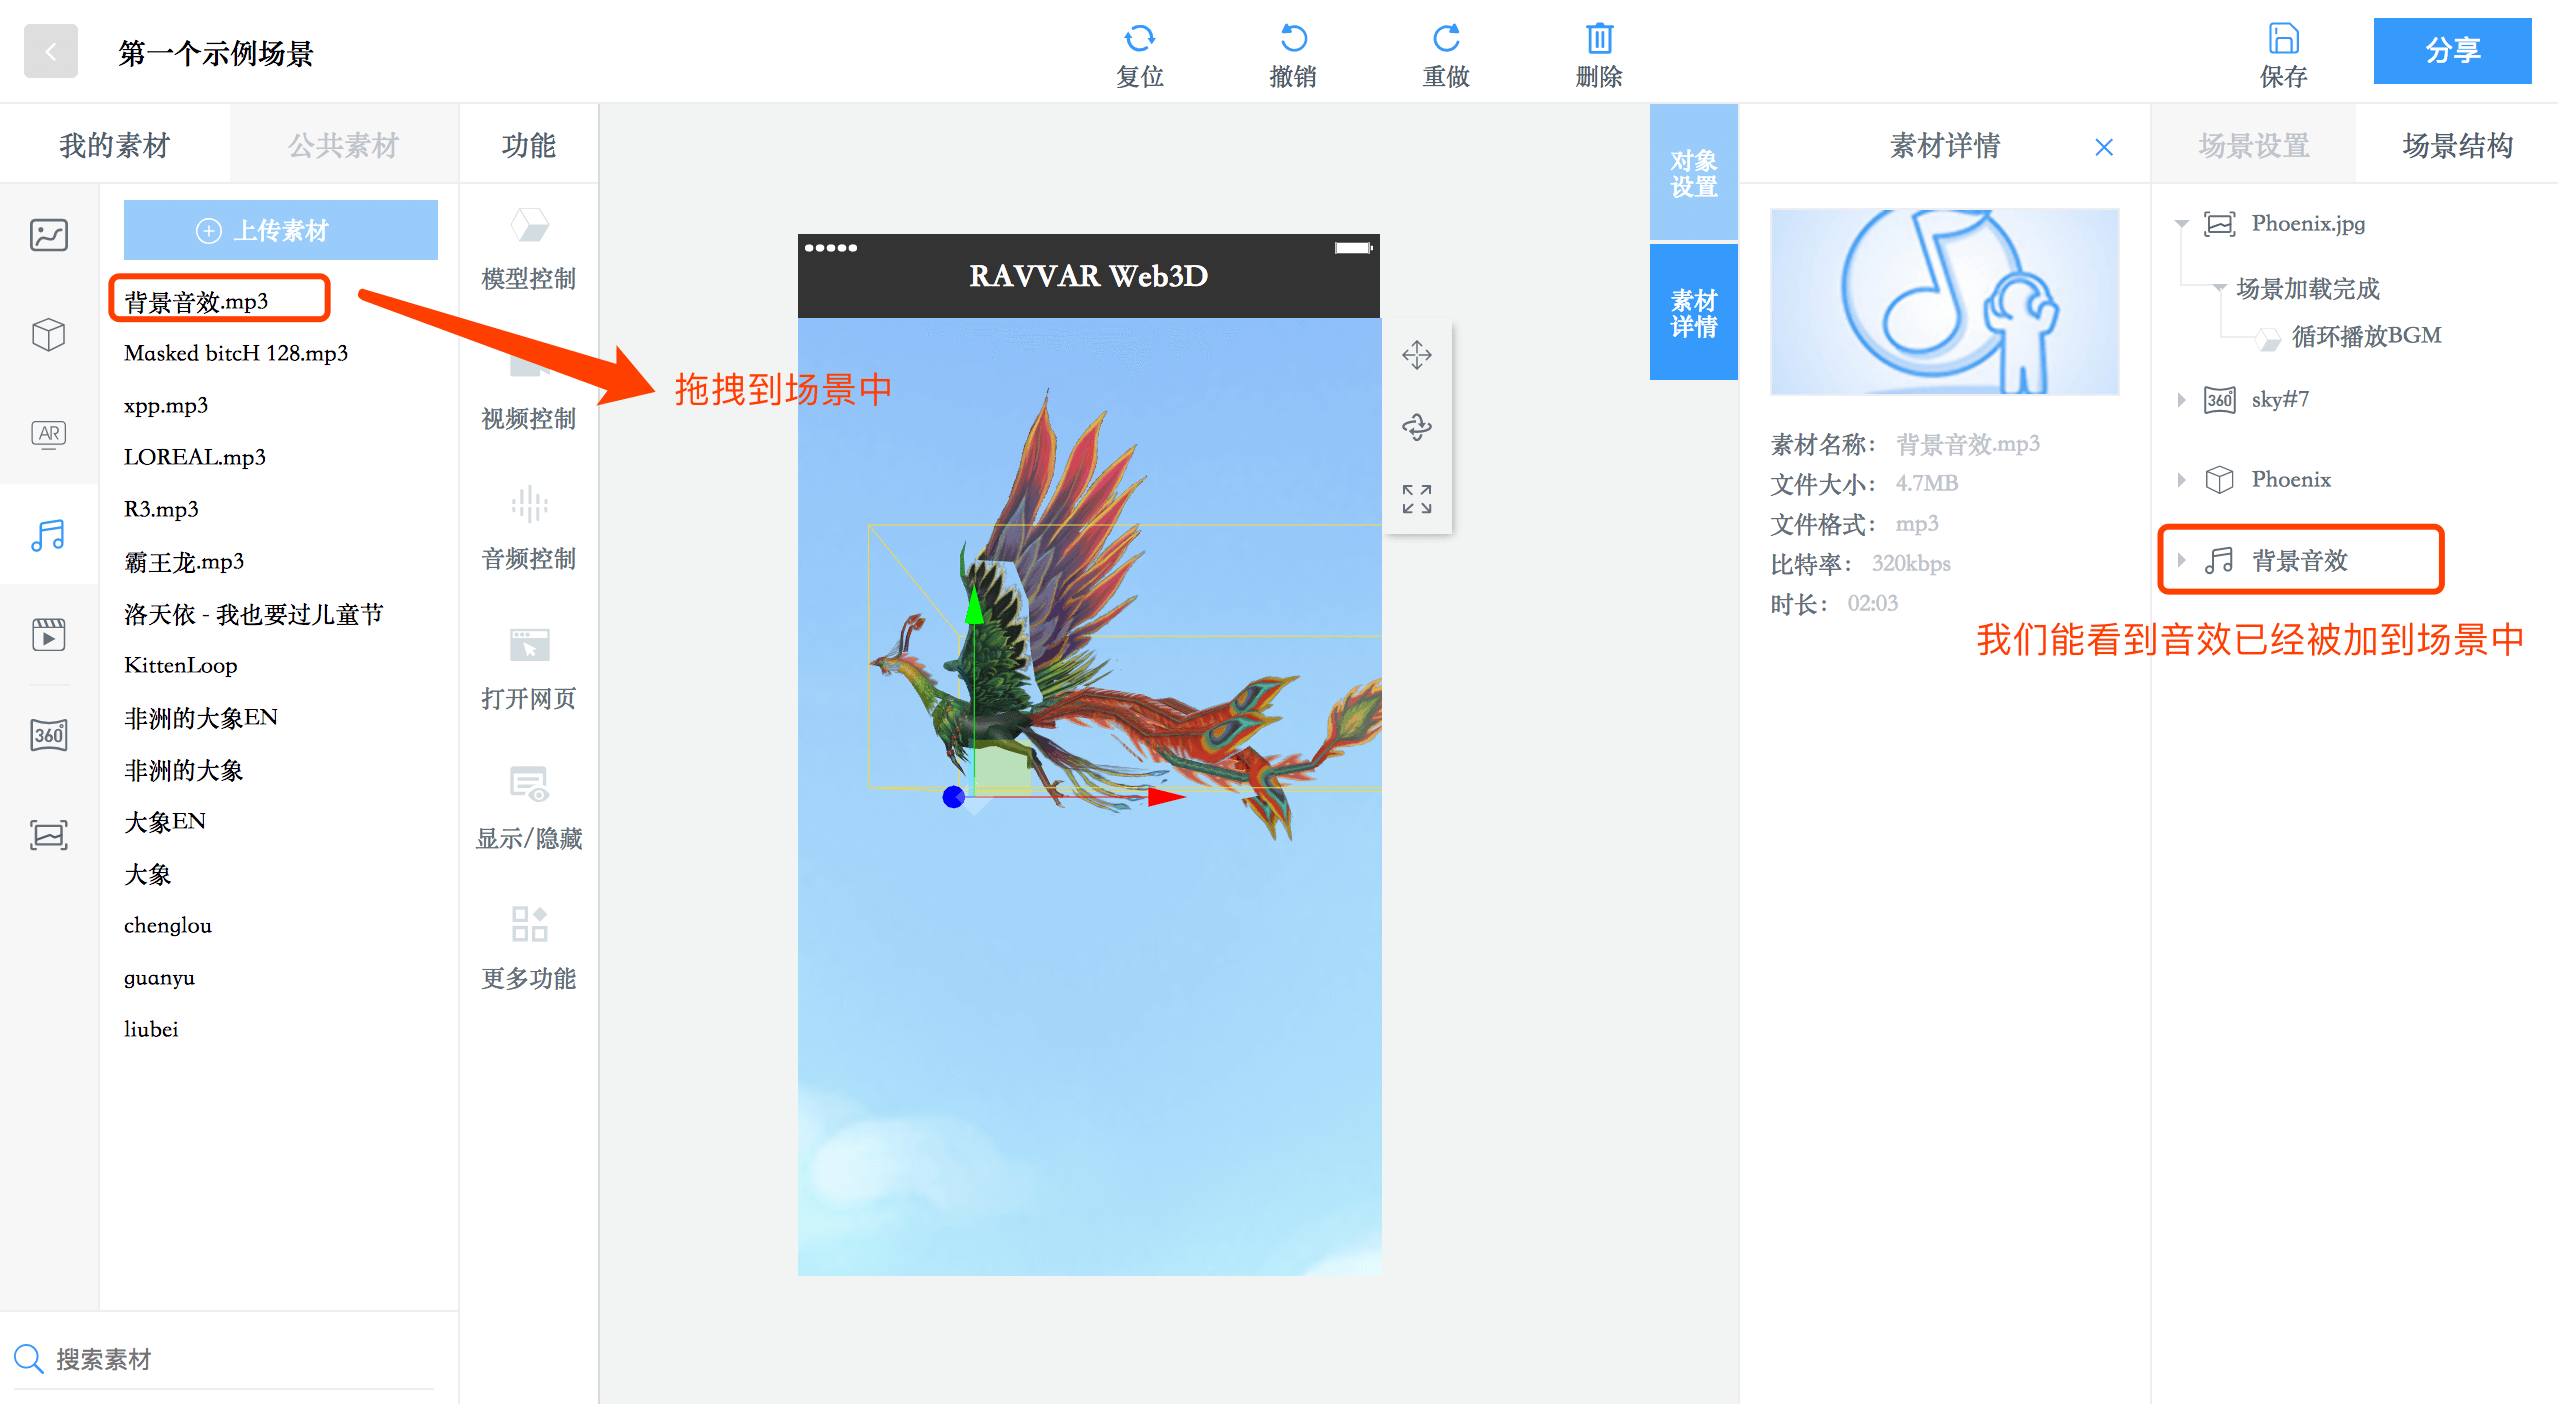 第一个示例场景
复位
撤销
重做
删除
保存
分享
我的素材
公共素材
功能
上传素材
背景音效.mp3
Masked bitcH 128.mp3
xpp.mp3
LOREAL.mp3
R3.mp3
霸王龙.mp3
洛天依 - 我也要过儿童节
KittenLoop
非洲的大象EN
非洲的大象
大象EN
大象
chenglou
guanyu
liubei
AR
360°
搜索素材
模型控制
视频控制
音频控制
打开网页
显示/隐藏
更多功能
拖拽到场景中
RAVVAR Web3D
对象
设置
素材
详情
素材详情
素材名称： 背景音效.mp3
文件大小： 4.7MB
文件格式： mp3
比特率： 320kbps
时长： 02:03
场景设置
场景结构
Phoenix.jpg
场景加载完成
循环播放BGM
360° sky#7
Phoenix
背景音效
我们能看到音效已经被加到场景中